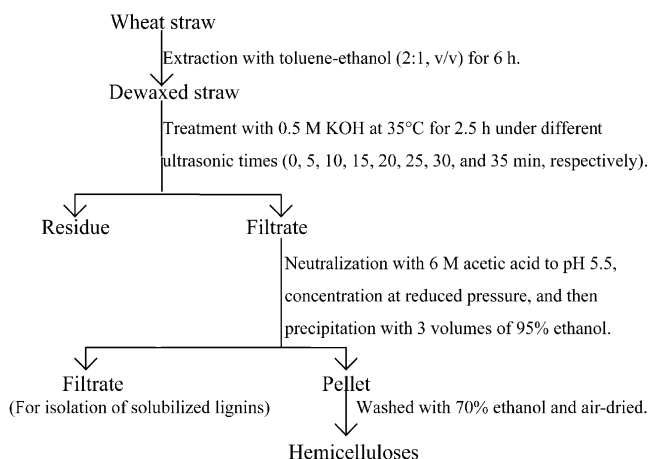 Wheat straw
Extraction with toluene-ethanol (2:1, v/v) for 6 h.
Dewaxed straw
Treatment with 0.5 M KOH at 35°C for 2.5 h under different
ultrasonic times (0, 5, 10, 15, 20, 25, 30, and 35 min, respectively).
Residue
Filtrate
Neutralization with 6 M acetic acid to pH 5.5,
concentration at reduced pressure, and then
precipitation with 3 volumes of 95% ethanol.
Filtrate
(For isolation of solubilized lignins)
Pellet
Washed with 70% ethanol and air-dried.
Hemicelluloses